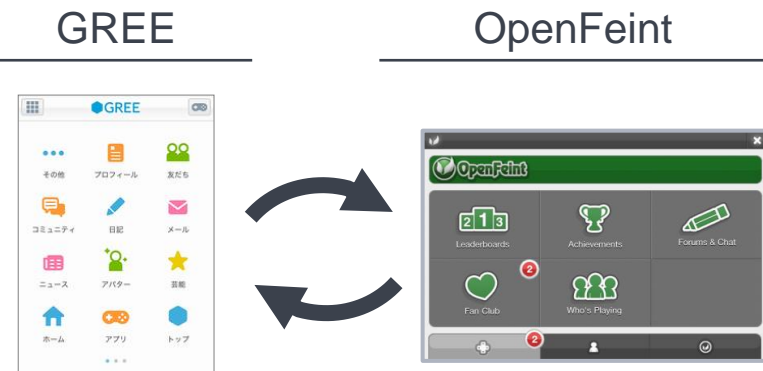 GREE
OpenFeint
GREE
その他 プロフィール 友だち
コミュニティ 日記 メール
ニュース アバター 芸能
ホーム アプリ トップ
OpenFeint
2 1 3
Leaderboards Achievements Forums & Chat
2
Fan Club Who's Playing
2